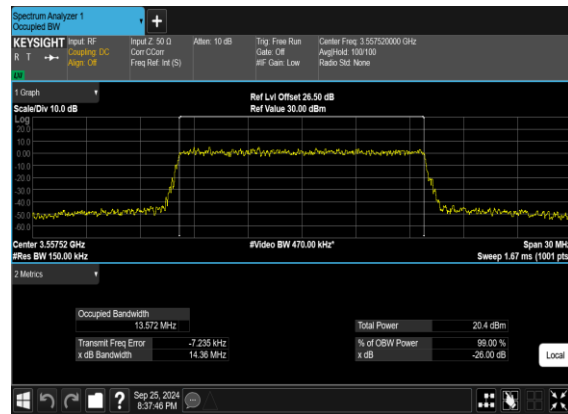 Spectrum Analyzer 1
Occupied BW
+
KEYSIGHT
R T
LXI
Input: RF
Coupling: DC
Align: Off
Input Z: 50 Ω
Corr CCorr
Freq Ref: Int (S)
Atten: 10 dB
Trig: Free Run
Gate: Off
#IF Gain: Low
Center Freq: 3.557520000 GHz
Avg|Hold: 100/100
Radio Std: None
1 Graph
Scale/Div 10.0 dB
Ref Lvl Offset 26.50 dB
Ref Value 30.00 dBm
Log
20.0
10.0
0.00
-10.0
-20.0
-30.0
-40.0
-50.0
-60.0
Center 3.55752 GHz
#Res BW 150.00 kHz
#Video BW 470.00 kHz*
Span 30 MHz
Sweep 1.67 ms (1001 pts)
2 Metrics
Occupied Bandwidth
13.572 MHz
Transmit Freq Error -7.235 kHz
x dB Bandwidth 14.36 MHz
Total Power 20.4 dBm
% of OBW Power 99.00 %
x dB -26.00 dB
Local
?
Sep 25, 2024
8:37:46 PM